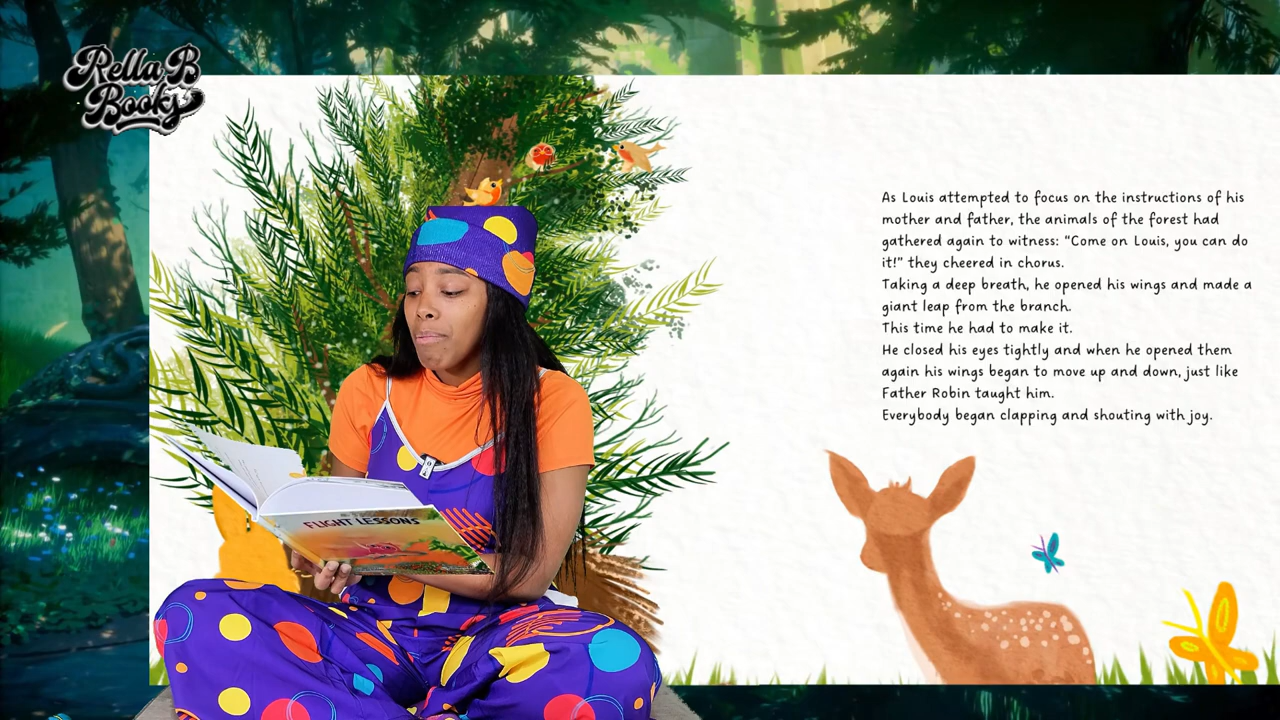 Rella B
Books
As Louis attempted to focus on the instructions of his
mother and father, the animals of the forest had
gathered again to witness: “Come on Louis, you can do
it!” they cheered in chorus.
Taking a deep breath, he opened his wings and made a
giant leap from the branch.
This time he had to make it.
He closed his eyes tightly and when he opened them
again his wings began to move up and down, just like
Father Robin taught him.
Everybody began clapping and shouting with joy.
FLIGHT LESSONS